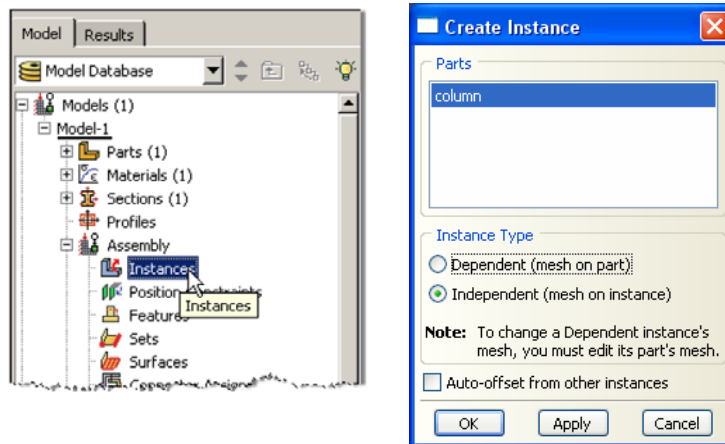 Model Results
Model Database
Models (1)
Model-1
Parts (1)
Materials (1)
Sections (1)
Profiles
Assembly
Instances
Position Constraints
Instances
Features
Sets
Surfaces
Create Instance
Parts
column
Instance Type
Dependent (mesh on part)
Independent (mesh on instance)
Note: To change a Dependent instance's
mesh, you must edit its part's mesh.
Auto-offset from other instances
OK Apply Cancel